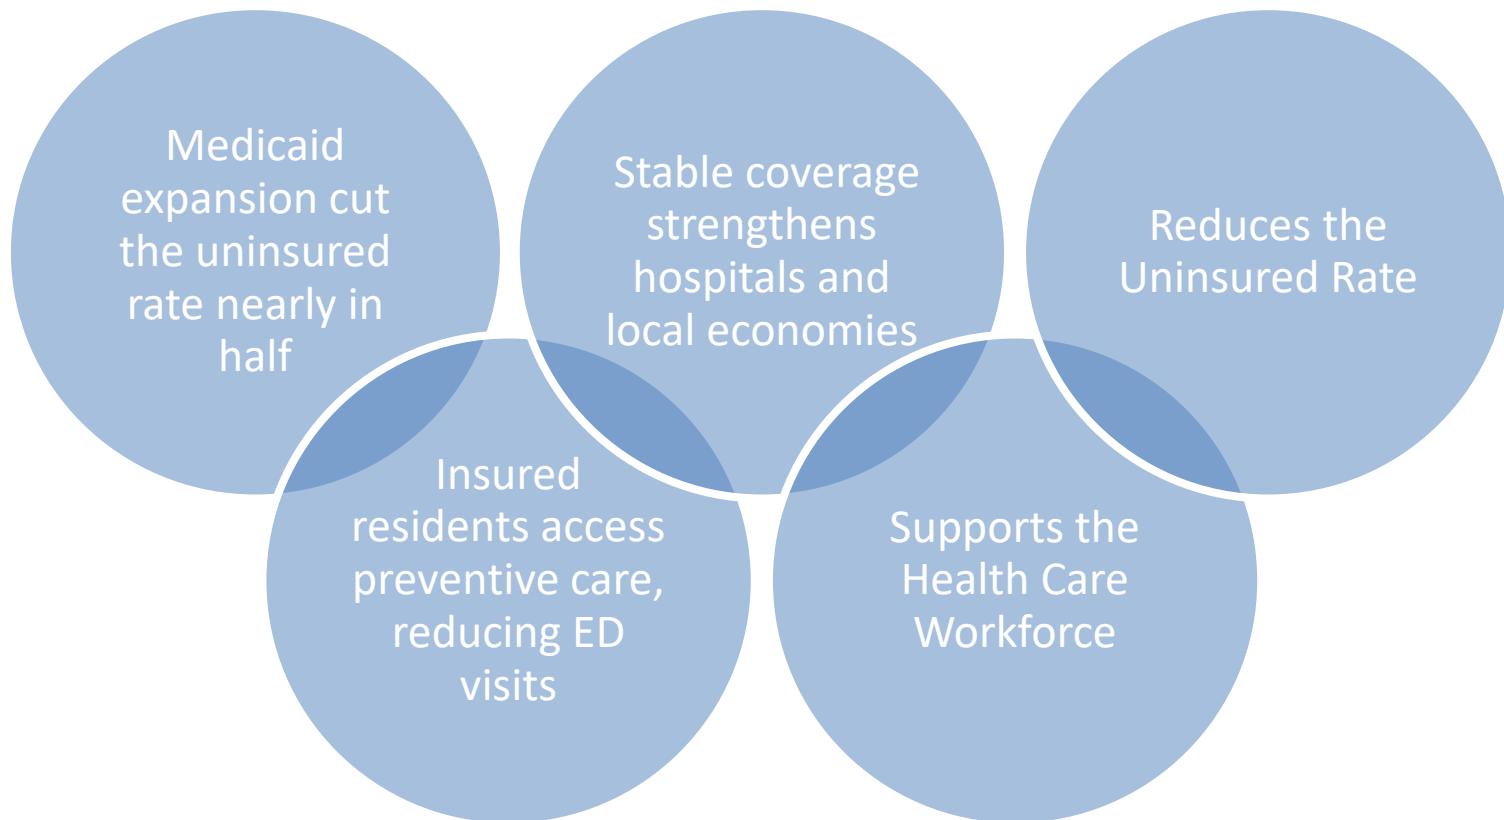 Medicaid
expansion cut
the uninsured
rate nearly in
half
Insured
residents access
preventive care,
reducing ED
visits
Stable coverage
strengthens
hospitals and
local economies
Supports the
Health Care
Workforce
Reduces the
Uninsured Rate